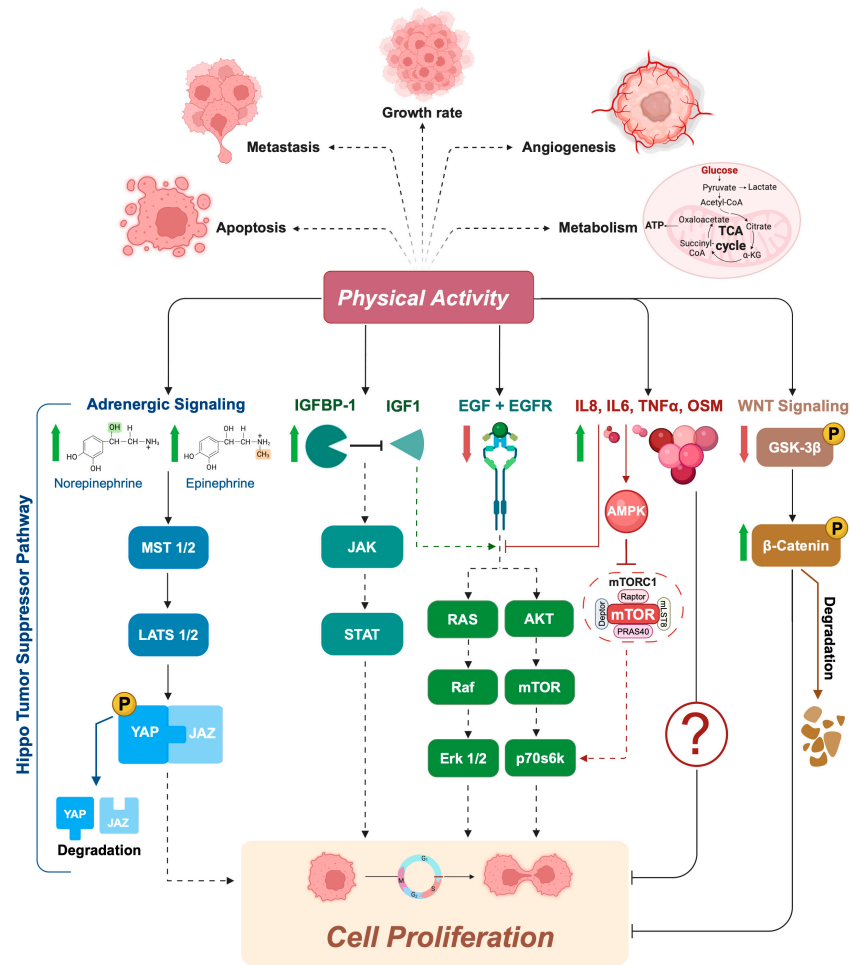 Growth rate
Metastasis
Angiogenesis
Glucose
Pyruvate
Lactate
Acetyl-CoA
Apoptosis
Metabolism
ATP
Oxaloacetate
Citrate
TCA
cycle
Succinyl-
CoA
α-KG
Physical Activity
Hippo Tumor Suppressor Pathway
Adrenergic Signaling
OH
H
NH₂
+
OH
OH
Norepinephrine
OH
H
+
NH₂
CH₃
OH
OH
Epinephrine
MST 1/2
LATS 1/2
P
YAP
JAZ
YAP
JAZ
Degradation
IGFBP-1
IGF1
JAK
STAT
EGF + EGFR
RAS
AKT
Raf
mTOR
Erk 1/2
p70s6k
IL8, IL6, TNFα, OSM
AMPK
mTORC1
Raptor
Deptor
mTOR
mLST8
PRAS40
?
WNT Signaling
P
GSK-3β
P
β-Catenin
Degradation
G₁
M
S
G₂
Cell Proliferation